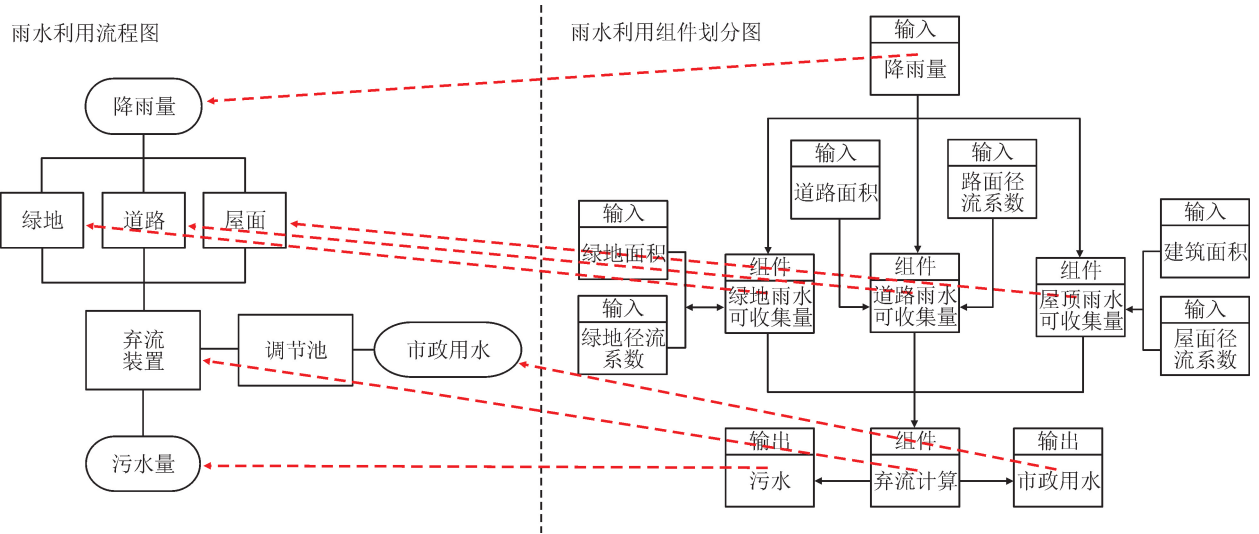 雨水利用流程图
降雨量
绿地
道路
屋面
弃流
装置
调节池
市政用水
污水量
雨水利用组件划分图
输入
降雨量
输入
道路面积
输入
路面径
流系数
输入
绿地面积
输入
绿地径流
系数
组件
绿地雨水
可收集量
组件
道路雨水
可收集量
组件
屋顶雨水
可收集量
输入
建筑面积
输入
屋面径
流系数
输出
污水
组件
弃流计算
输出
市政用水